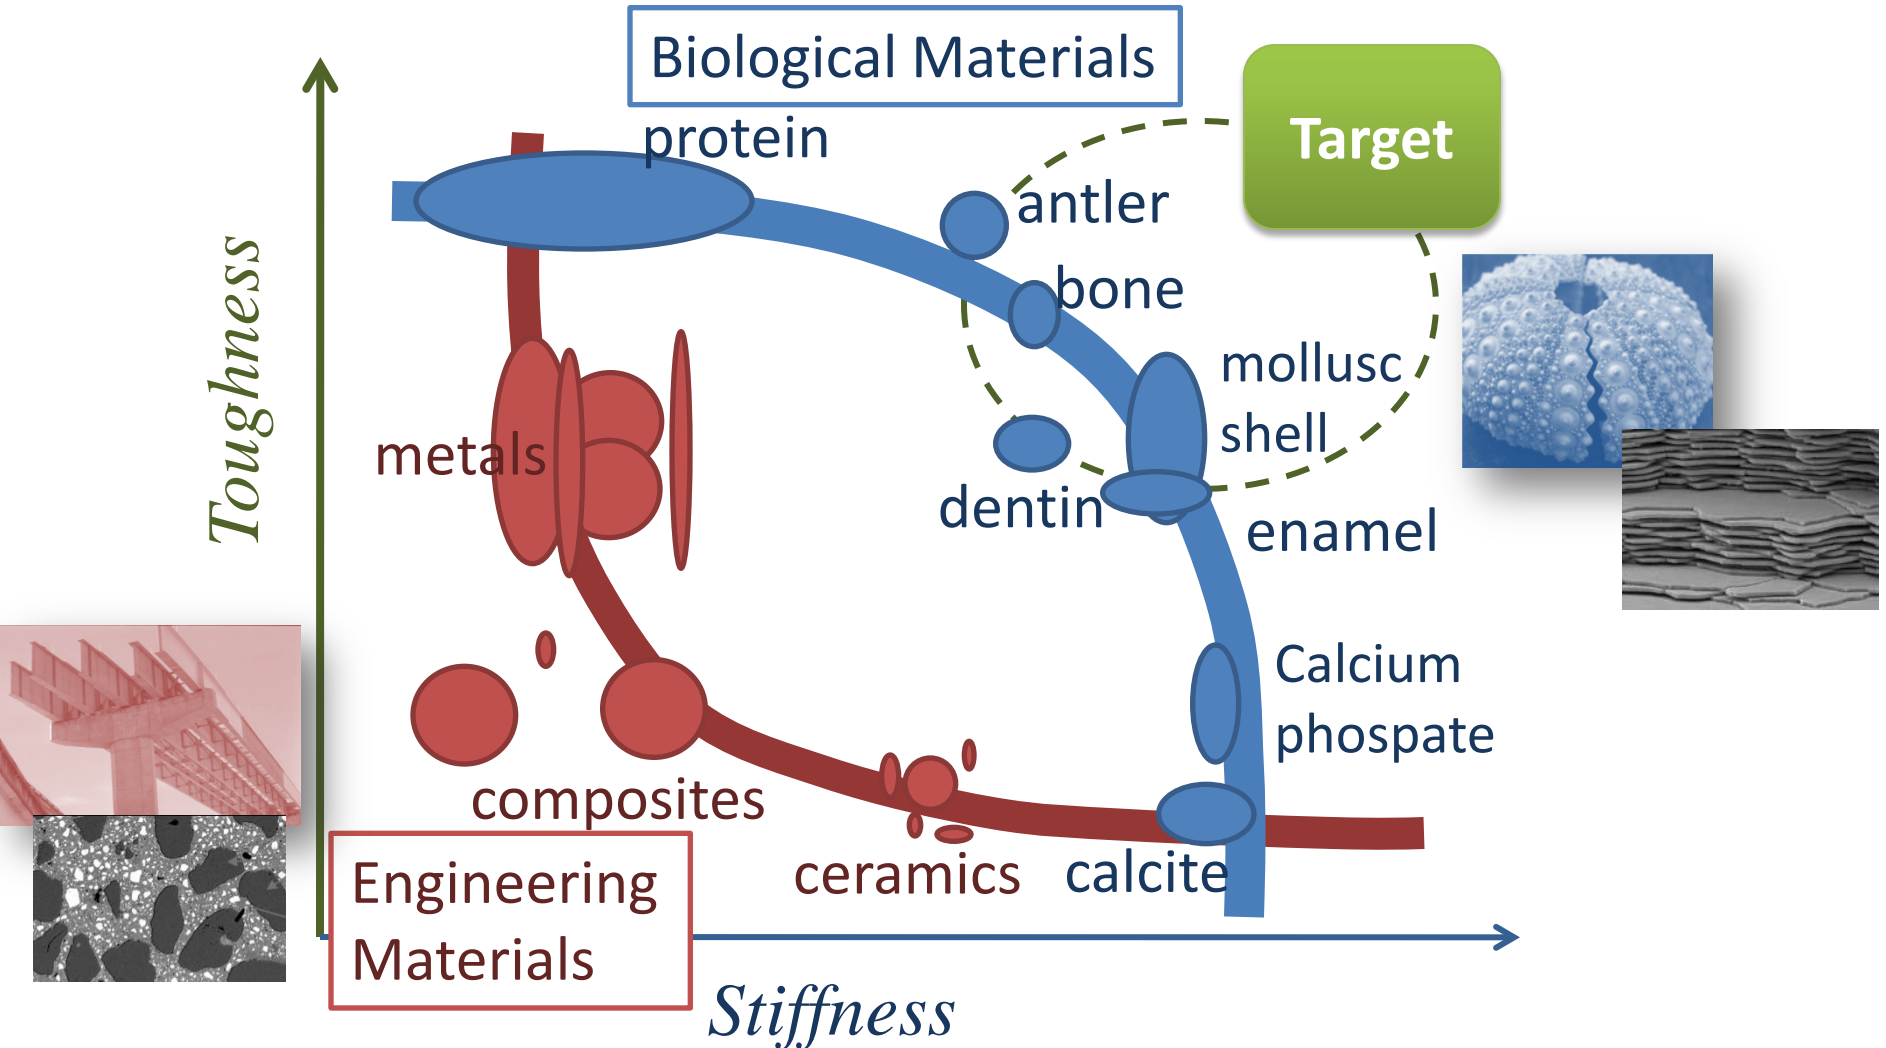 Biological Materials
Target
protein
antler
bone
mollusc
shell
metals
dentin
enamel
Toughness
Calcium
phospate
composites
ceramics
calcite
Engineering
Materials
Stiffness